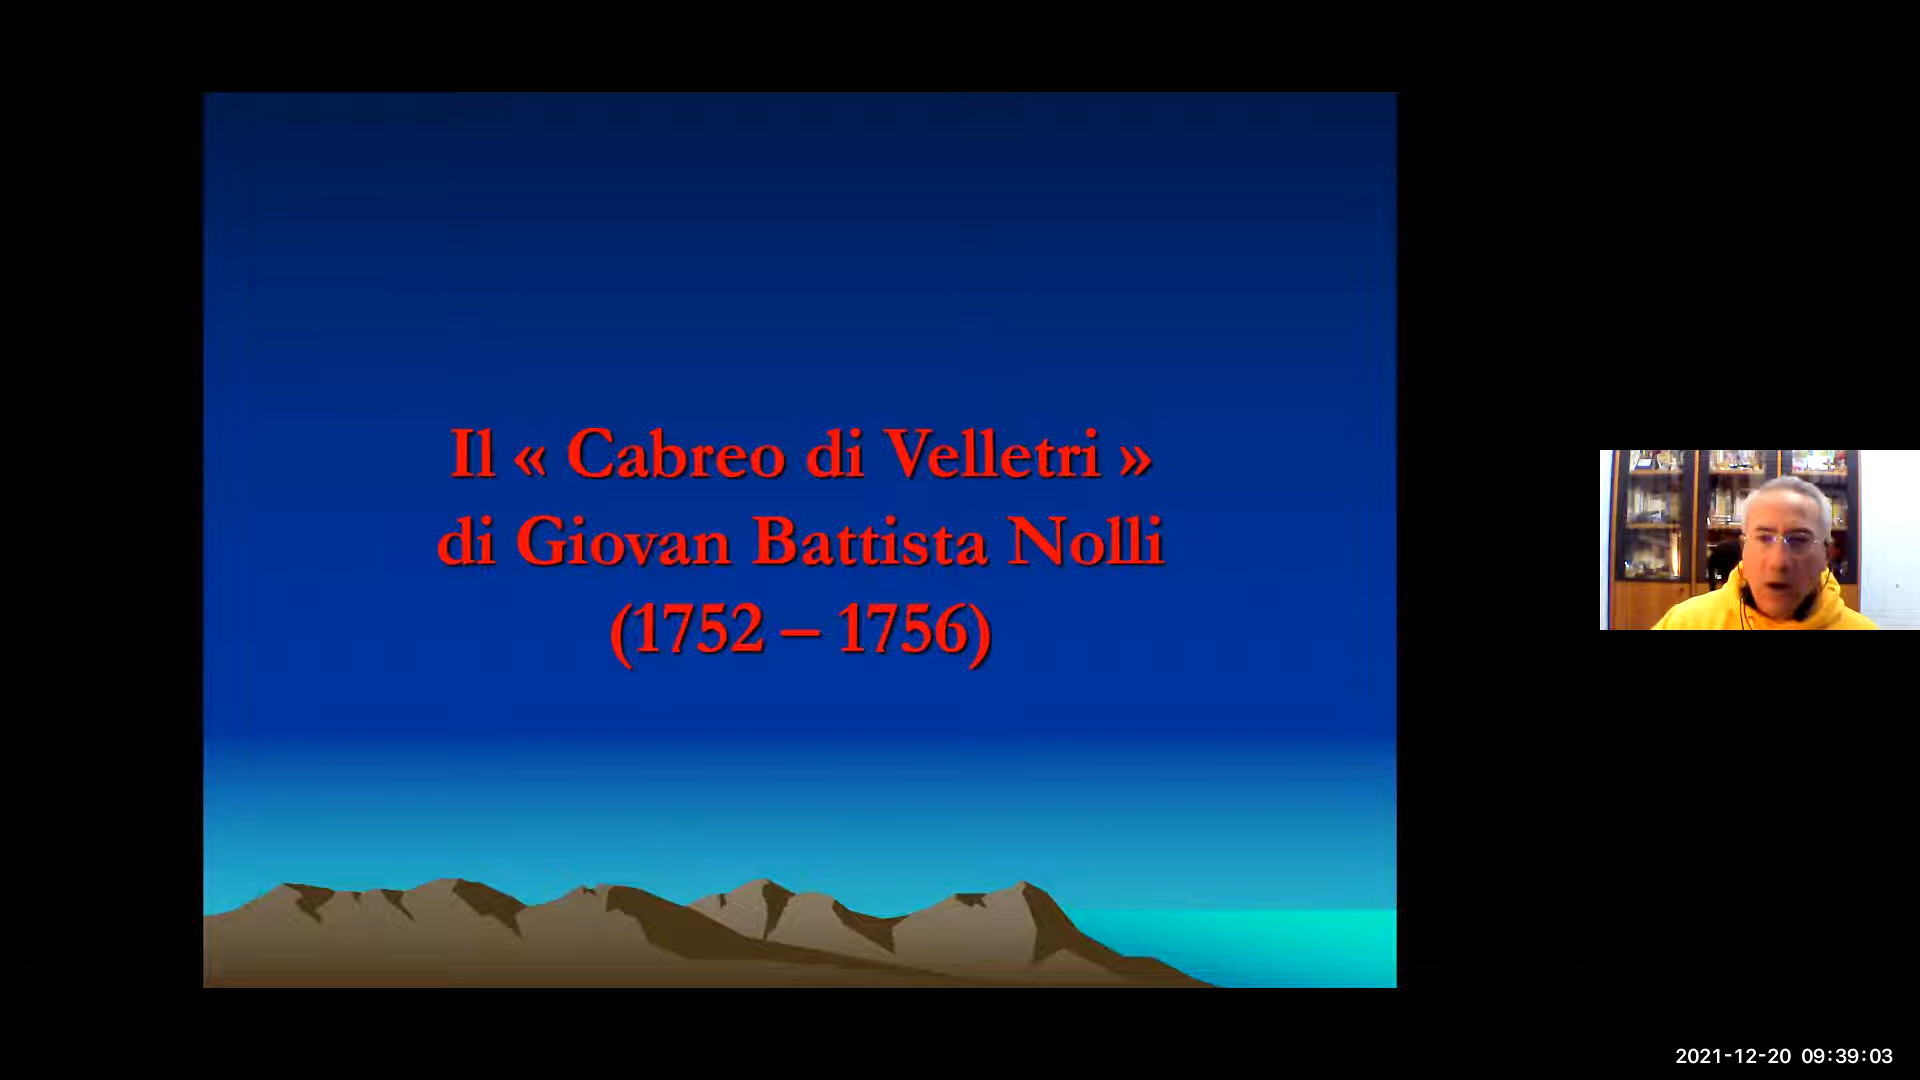 Il « Cabreo di Velletri »
di Giovan Battista Nolli
(1752 – 1756)
2021-12-20 09:39:03